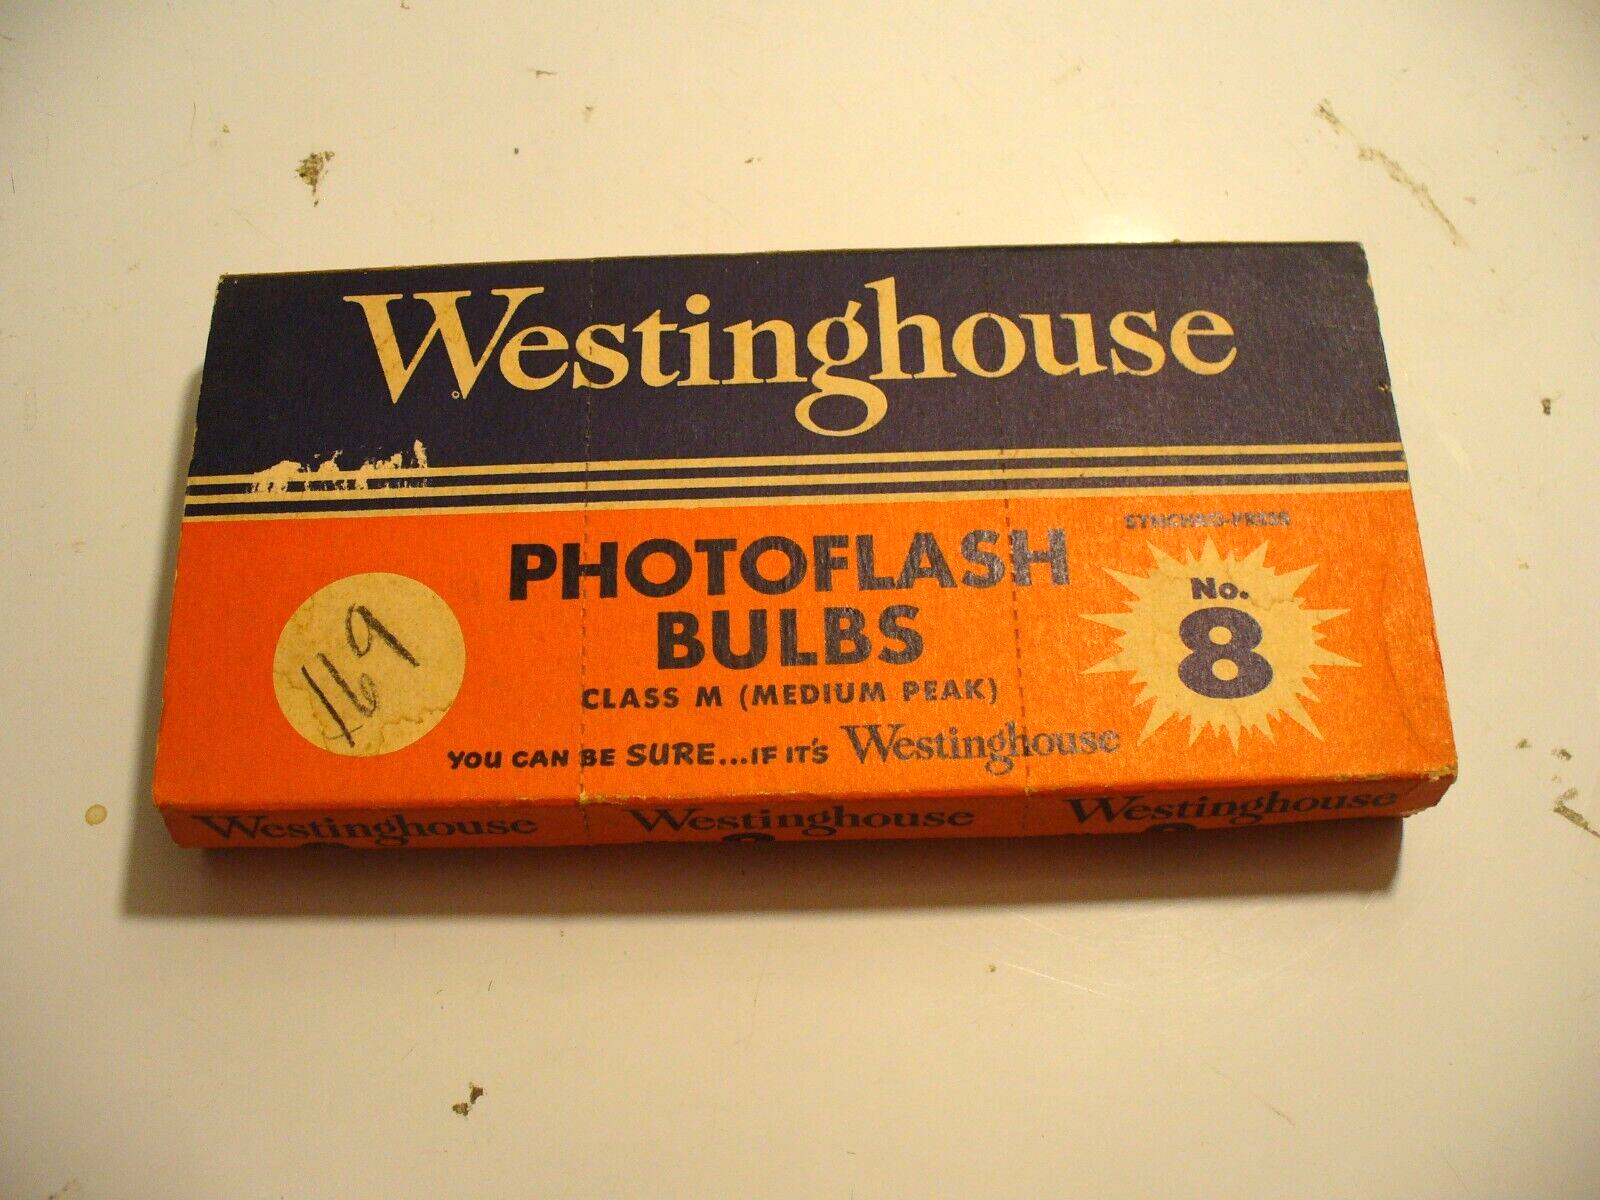 Westinghouse
SYNCHRO-PRESS
PHOTOFLASH
BULBS
No.
8
169
CLASS M (MEDIUM PEAK)
YOU CAN BE SURE...IF IT'S Westinghouse
Westinghouse Westinghouse Westinghouse